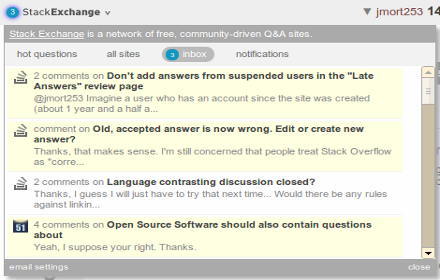 3 StackExchange ▼ jmort253 14
Stack Exchange is a network of free, community-driven Q&A sites.
hot questions all sites 3 inbox notifications
2 comments on Don't add answers from suspended users in the "Late
Answers" review page
@jmort253 Imagine a user who has an account since the site was created
(about 1 year and a half a...
comment on Old, accepted answer is now wrong. Edit or create new
answer?
Thanks, that makes sense. I'm still concerned that people treat Stack Overflow
as "corre...
2 comments on Language contrasting discussion closed?
Thanks, I guess I will just have to try that next time... Would there be any rules
against linkin...
51 4 comments on Open Source Software should also contain questions
about
Yeah, I suppose your right. Thanks.
email settings close